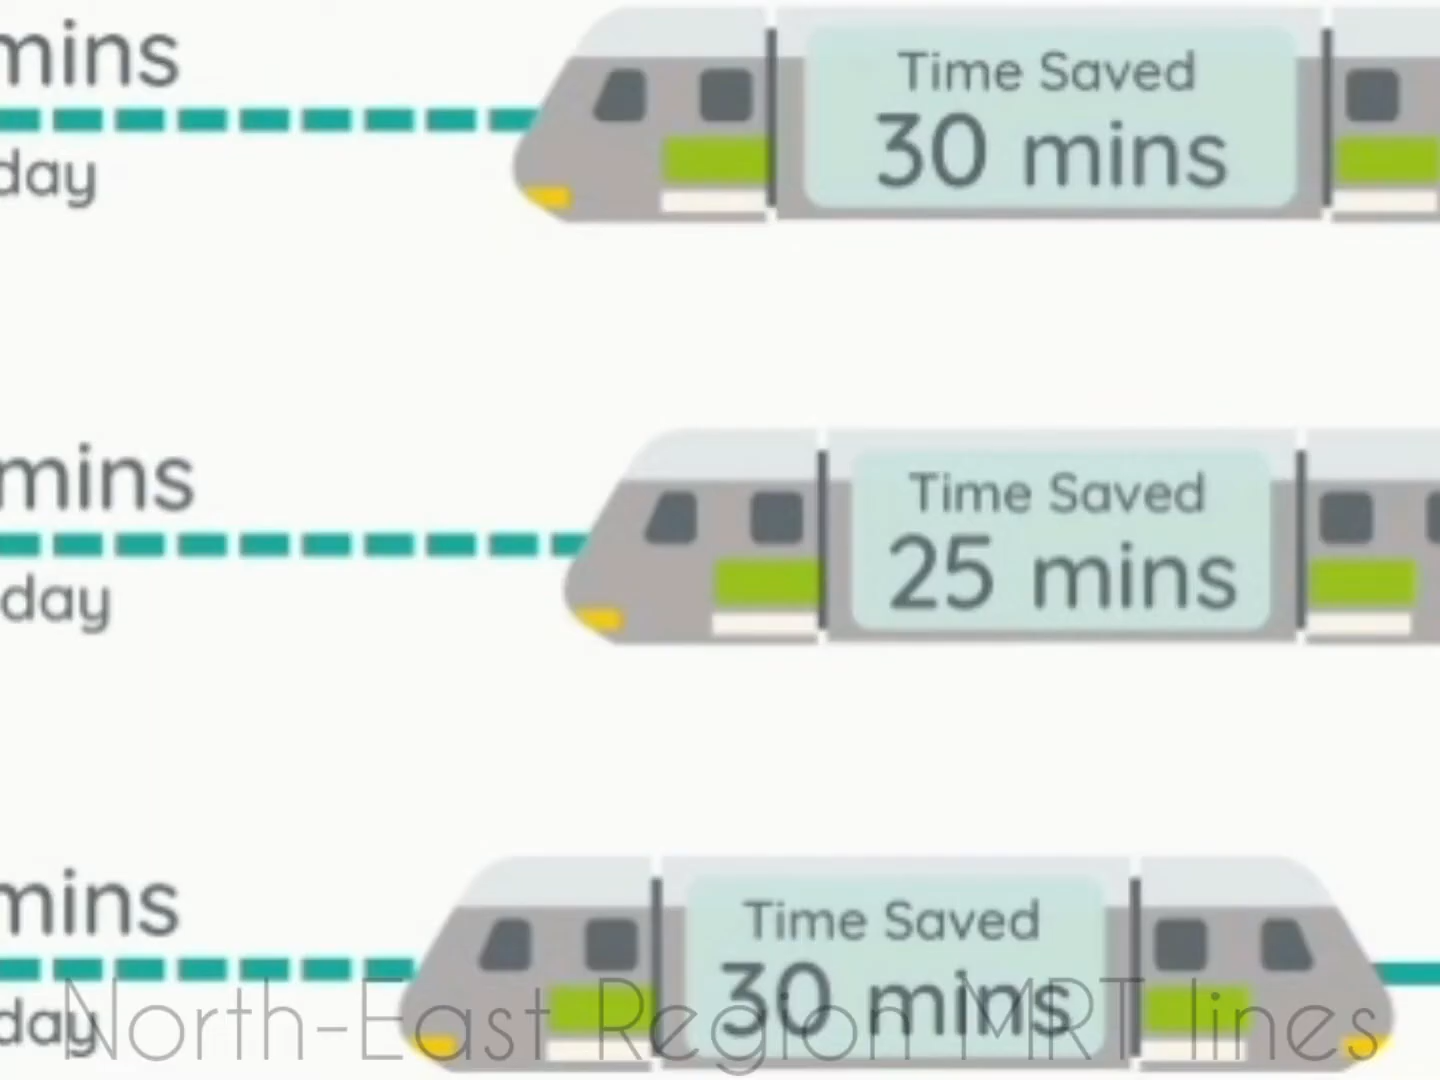 mins
Time Saved
30 mins
day
mins
Time Saved
25 mins
day
mins
Time Saved
30 mins
day
North-East Region MRT lines